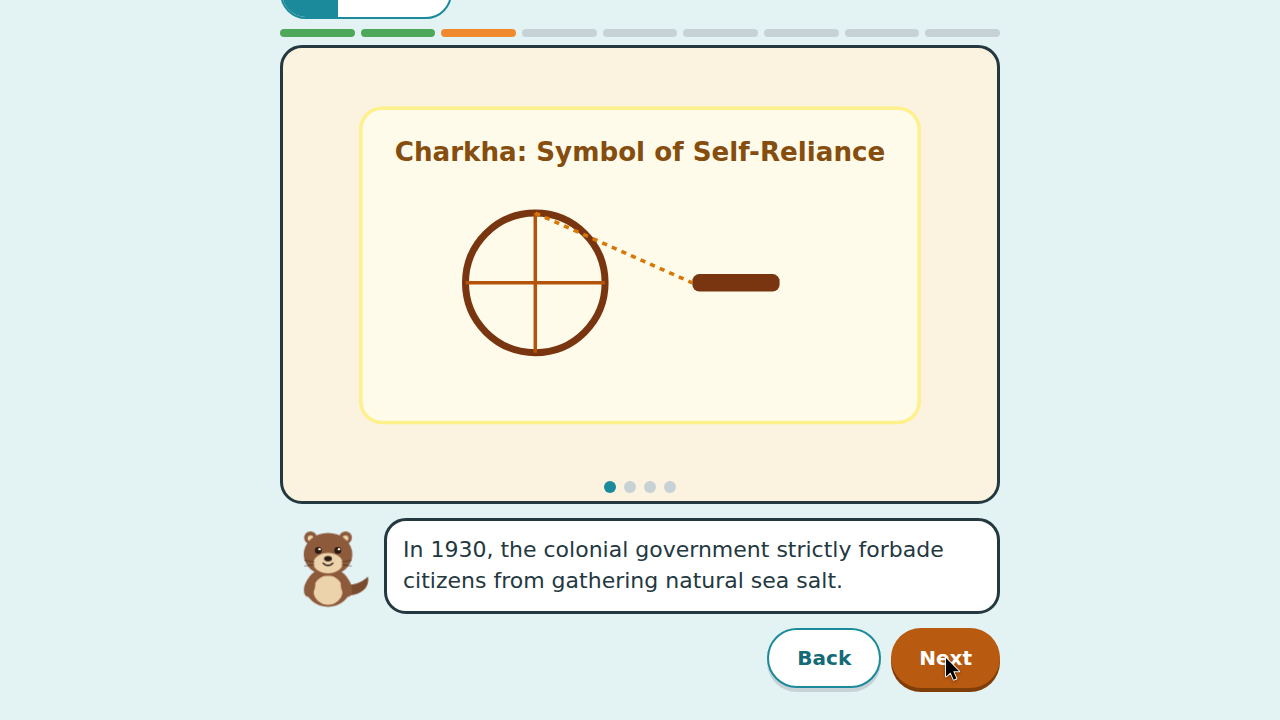 Charkha: Symbol of Self-Reliance
In 1930, the colonial government strictly forbade
citizens from gathering natural sea salt.
Back
Next